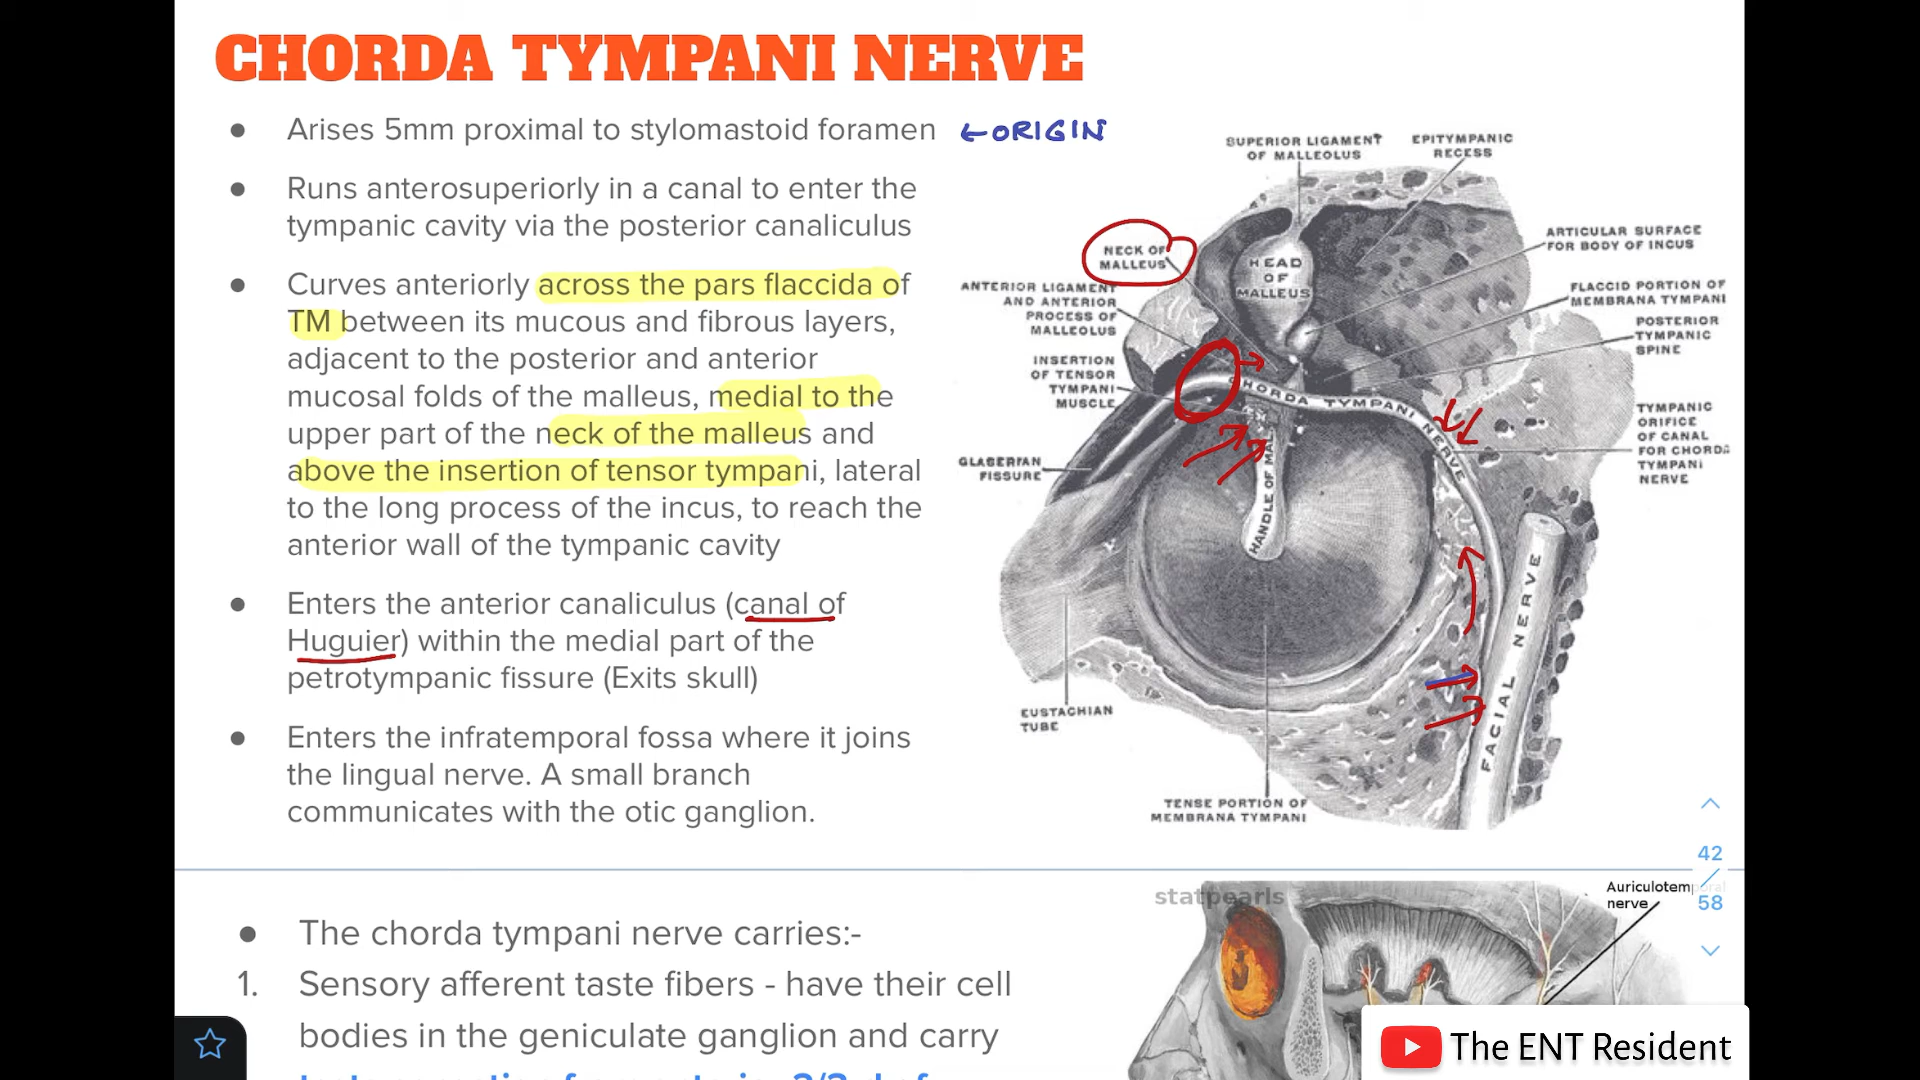 CHORDA TYMPANI NERVE
● Arises 5mm proximal to stylomastoid foramen ←ORIGIN
● Runs anterosuperiorly in a canal to enter the
tympanic cavity via the posterior canaliculus
● Curves anteriorly across the pars flaccida of
TM between its mucous and fibrous layers,
adjacent to the posterior and anterior
mucosal folds of the malleus, medial to the
upper part of the neck of the malleus and
above the insertion of tensor tympani, lateral
to the long process of the incus, to reach the
anterior wall of the tympanic cavity
● Enters the anterior canaliculus (canal of
Huguier) within the medial part of the
petrotympanic fissure (Exits skull)
● Enters the infratemporal fossa where it joins
the lingual nerve. A small branch
communicates with the otic ganglion.
SUPERIOR LIGAMENT
OF MALLEOLUS
EPITYMPANIC
RECESS
NECK OF
MALLEUS
HEAD
OF
MALLEUS
ARTICULAR SURFACE
FOR BODY OF INCUS
ANTERIOR LIGAMENT
AND ANTERIOR
PROCESS OF
MALLEOLUS
FLACCID PORTION OF
MEMBRANA TYMPANI
POSTERIOR
TYMPANIC
SPINE
INSERTION
OF TENSOR
TYMPANI
MUSCLE
CHORDA TYMPANI NERVE
TYMPANIC
ORIFICE
OF CANAL
FOR CHORDA
TYMPANI
NERVE
GLASERIAN
FISSURE
HANDLE OF MA
FACIAL NERVE
EUSTACHIAN
TUBE
TENSE PORTION OF
MEMBRANA TYMPANI
42
58
statpearls
Auriculotemporal
nerve
● The chorda tympani nerve carries:-
1. Sensory afferent taste fibers - have their cell
bodies in the geniculate ganglion and carry
The ENT Resident